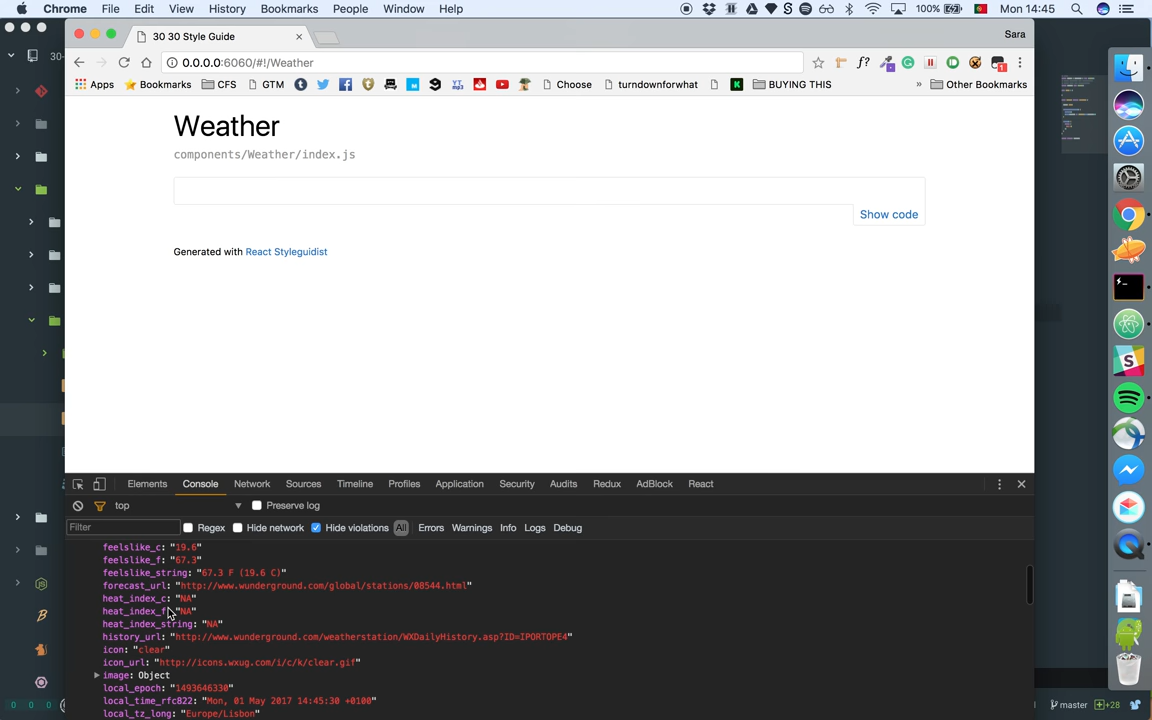 Chrome File Edit View History Bookmarks People Window Help 100% Mon 14:45
30 30 Style Guide Sara
0.0.0.0:6060/#!/Weather
Apps Bookmarks CFS GTM Choose turndownforwhat BUYING THIS » Other Bookmarks
Weather
components/Weather/index.js
Show code
Generated with React Styleguidist
Elements Console Network Sources Timeline Profiles Application Security Audits Redux AdBlock React
top Preserve log
Filter Regex Hide network Hide violations All Errors Warnings Info Logs Debug
feelslike_c: "19.6"
feelslike_f: "67.3"
feelslike_string: "67.3 F (19.6 C)"
forecast_url: "http://www.wunderground.com/global/stations/08544.html"
heat_index_c: "NA"
heat_index_f: "NA"
heat_index_string: "NA"
history_url: "http://www.wunderground.com/weatherstation/WXDailyHistory.asp?ID=IPORTOPE4"
icon: "clear"
icon_url: "http://icons.wxug.com/i/c/k/clear.gif"
image: Object
local_epoch: "1493646330"
local_time_rfc822: "Mon, 01 May 2017 14:45:30 +0100"
local_tz_long: "Europe/Lisbon"
0 0 0 master +28